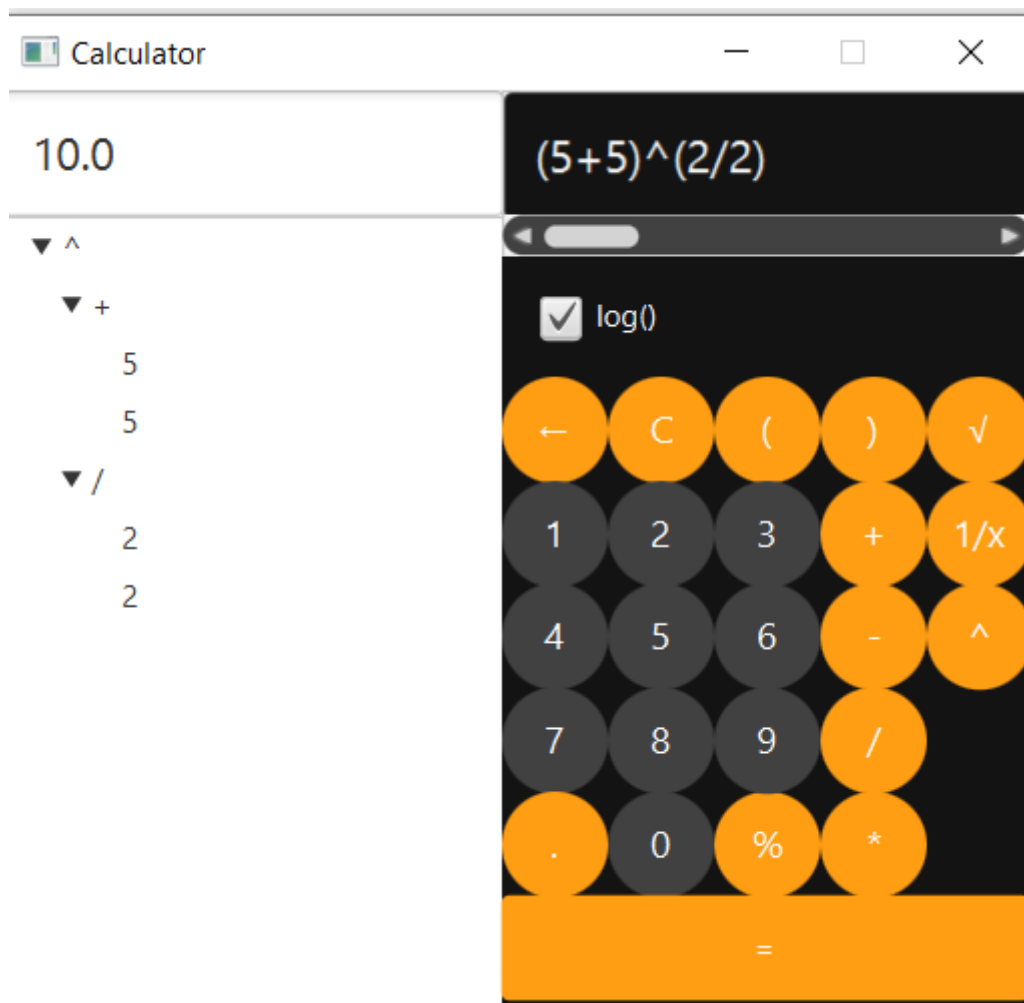 Calculator
10.0
(5+5)^(2/2)
^
+
5
5
/
2
2
log()
← C ( ) √
1 2 3 + 1/x
4 5 6 - ^
7 8 9 /
. 0 % *
=